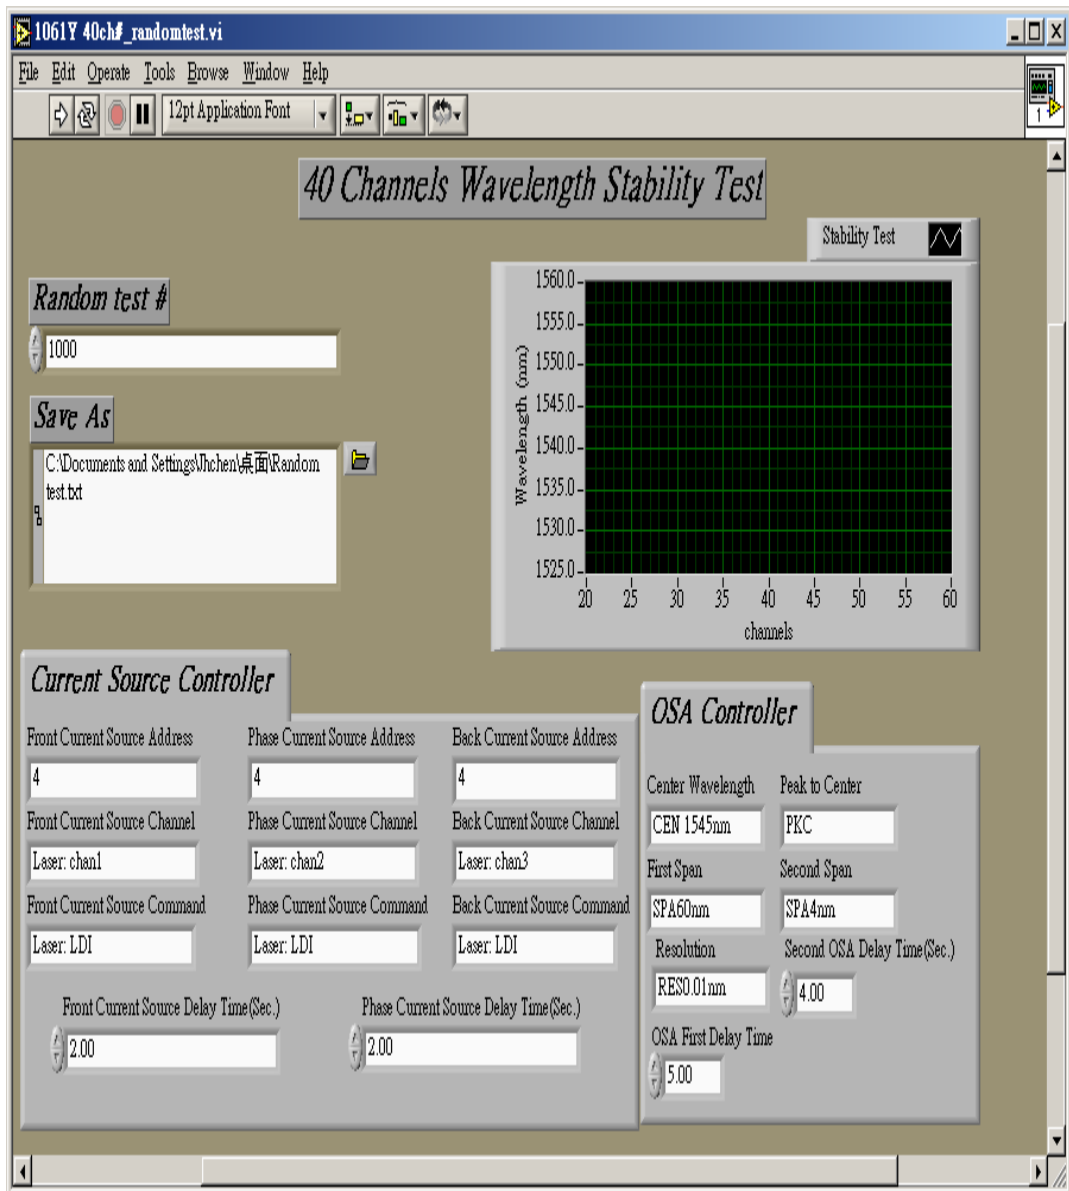 1061Y 40ch#_randomtest.vi
File Edit Operate Tools Browse Window Help
12pt Application Font
1
40 Channels Wavelength Stability Test
Stability Test
Random test #
1000
Save As
C:\Documents and Settings\Jhchen\桌面\Random
test.txt
1560.0
1555.0
1550.0
1545.0
1540.0
1535.0
1530.0
1525.0
Wavelength (nm)
20 25 30 35 40 45 50 55 60
channels
Current Source Controller
Front Current Source Address Phase Current Source Address Back Current Source Address
4 4 4
Front Current Source Channel Phase Current Source Channel Back Current Source Channel
Laser: chan1 Laser: chan2 Laser: chan3
Front Current Source Command Phase Current Source Command Back Current Source Command
Laser: LDI Laser: LDI Laser: LDI
Front Current Source Delay Time(Sec.) Phase Current Source Delay Time(Sec.)
2.00 2.00
OSA Controller
Center Wavelength Peak to Center
CEN 1545nm PKC
First Span Second Span
SPA60nm SPA4nm
Resolution Second OSA Delay Time(Sec.)
RES0.01nm 4.00
OSA First Delay Time
5.00